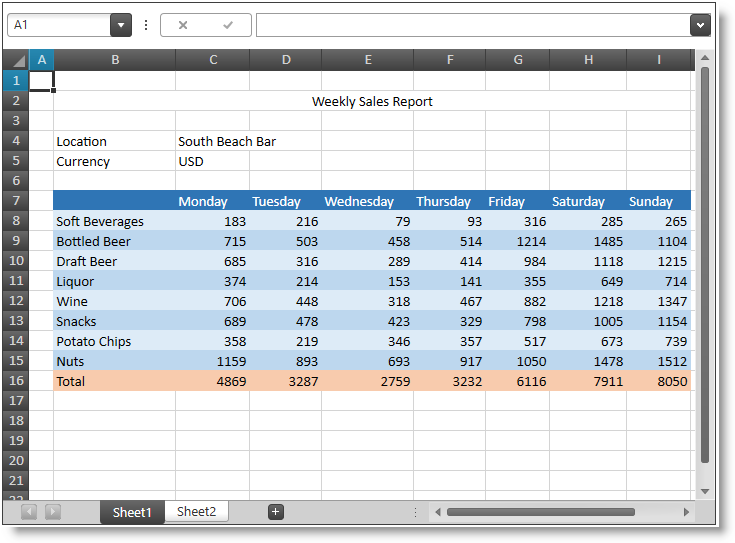 A1
A B C D E F G H I
1
2 Weekly Sales Report
3
4 Location South Beach Bar
5 Currency USD
6
7 Monday Tuesday Wednesday Thursday Friday Saturday Sunday
8 Soft Beverages 183 216 79 93 316 285 265
9 Bottled Beer 715 503 458 514 1214 1485 1104
10 Draft Beer 685 316 289 414 984 1118 1215
11 Liquor 374 214 153 141 355 649 714
12 Wine 706 448 318 467 882 1218 1347
13 Snacks 689 478 423 329 798 1005 1154
14 Potato Chips 358 219 346 357 517 673 739
15 Nuts 1159 893 693 917 1050 1478 1512
16 Total 4869 3287 2759 3232 6116 7911 8050
17
18
19
20
21
Sheet1 Sheet2